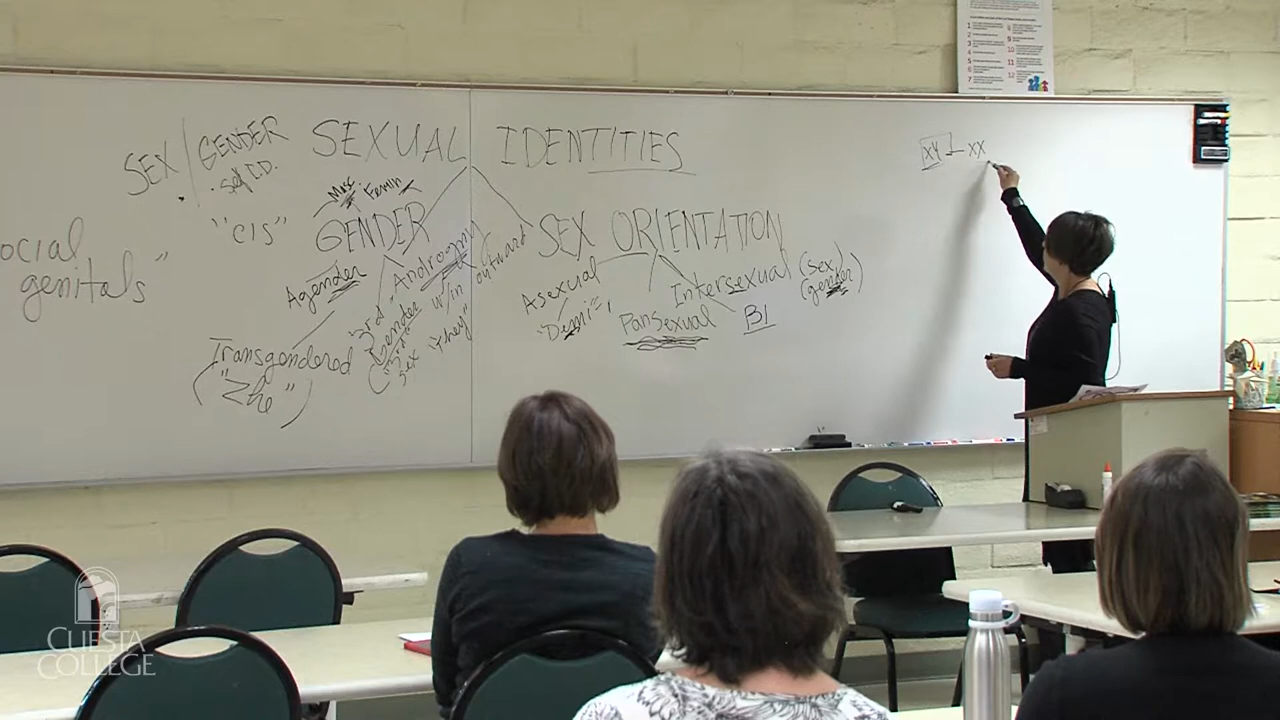 SEX / GENDER
SEXUAL IDENTITIES
XY XX
Masc Femin
"CIS"
GENDER
SEX ORIENTATION
ocial
genitals"
Agender
Androgyny
outward
Asexual
Intersexual (sex)
(gender)
"Demi"
Pansexual
BI
"3rd"
Gender
w/in
"they"
sex
Transgendered
("Zhe")
CUESTA
COLLEGE